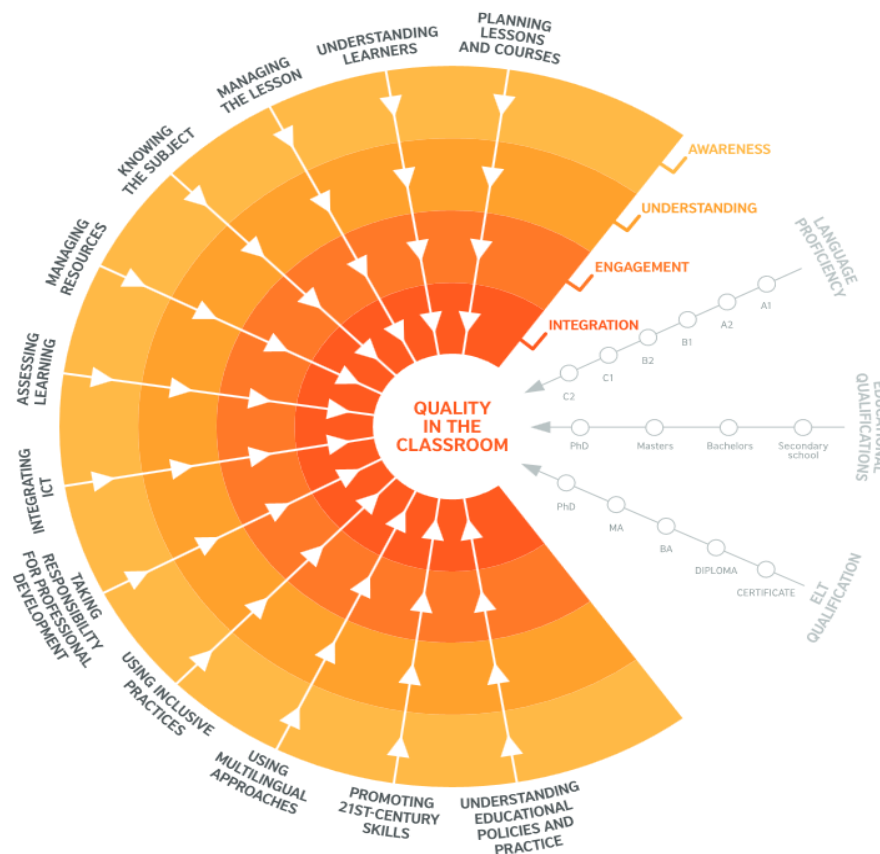 PLANNING
LESSONS
AND COURSES
UNDERSTANDING
LEARNERS
MANAGING
THE LESSON
KNOWING
THE SUBJECT
MANAGING
RESOURCES
ASSESSING
LEARNING
INTEGRATING
ICT
TAKING
RESPONSIBILITY
FOR PROFESSIONAL
DEVELOPMENT
USING INCLUSIVE
PRACTICES
USING
MULTILINGUAL
APPROACHES
PROMOTING
21ST-CENTURY
SKILLS
UNDERSTANDING
EDUCATIONAL
POLICIES AND
PRACTICE
AWARENESS
UNDERSTANDING
ENGAGEMENT
INTEGRATION
QUALITY
IN THE
CLASSROOM
LANGUAGE
PROFICIENCY
A1
A2
B1
B2
C1
C2
EDUCATIONAL
QUALIFICATIONS
PhD
Masters
Bachelors
Secondary
school
PhD
MA
BA
DIPLOMA
CERTIFICATE
ELT
QUALIFICATION